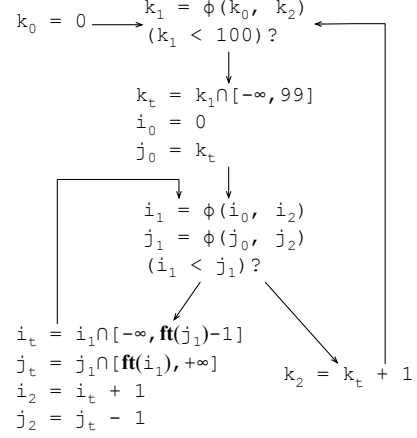 k₀ = 0
k₁ = ϕ(k₀, k₂)
(k₁ < 100)?
kₜ = k₁∩[-∞,99]
i₀ = 0
j₀ = kₜ
i₁ = ϕ(i₀, i₂)
j₁ = ϕ(j₀, j₂)
(i₁ < j₁)?
iₜ = i₁∩[-∞,ft(j₁)-1]
jₜ = j₁∩[ft(i₁),+∞]
i₂ = iₜ + 1
j₂ = jₜ - 1
k₂ = kₜ + 1